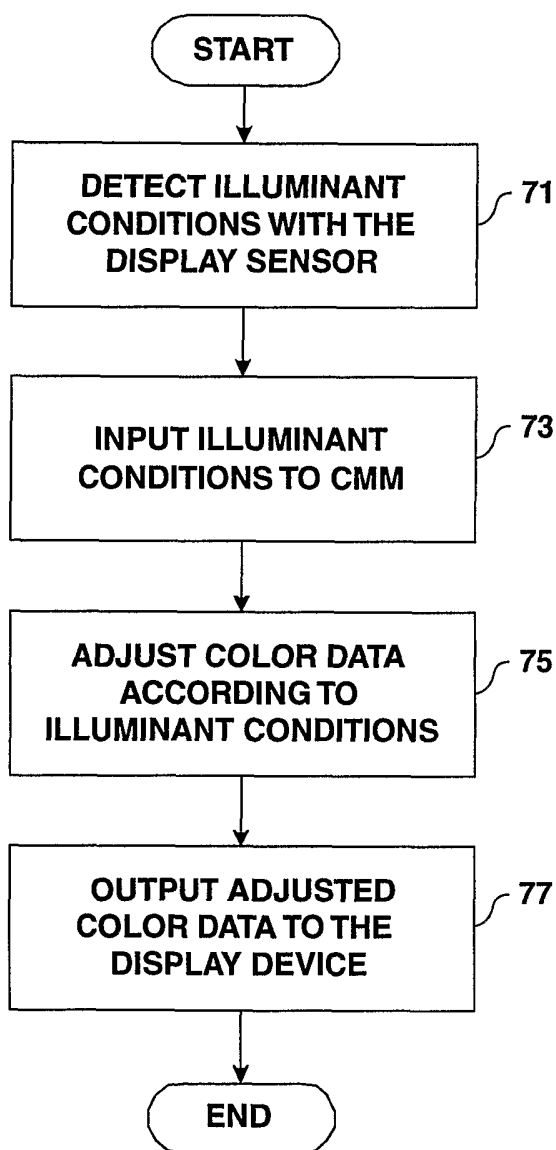 START
DETECT ILLUMINANT
CONDITIONS WITH THE
DISPLAY SENSOR
71
INPUT ILLUMINANT
CONDITIONS TO CMM
73
ADJUST COLOR DATA
ACCORDING TO
ILLUMINANT CONDITIONS
75
OUTPUT ADJUSTED
COLOR DATA TO THE
DISPLAY DEVICE
77
END